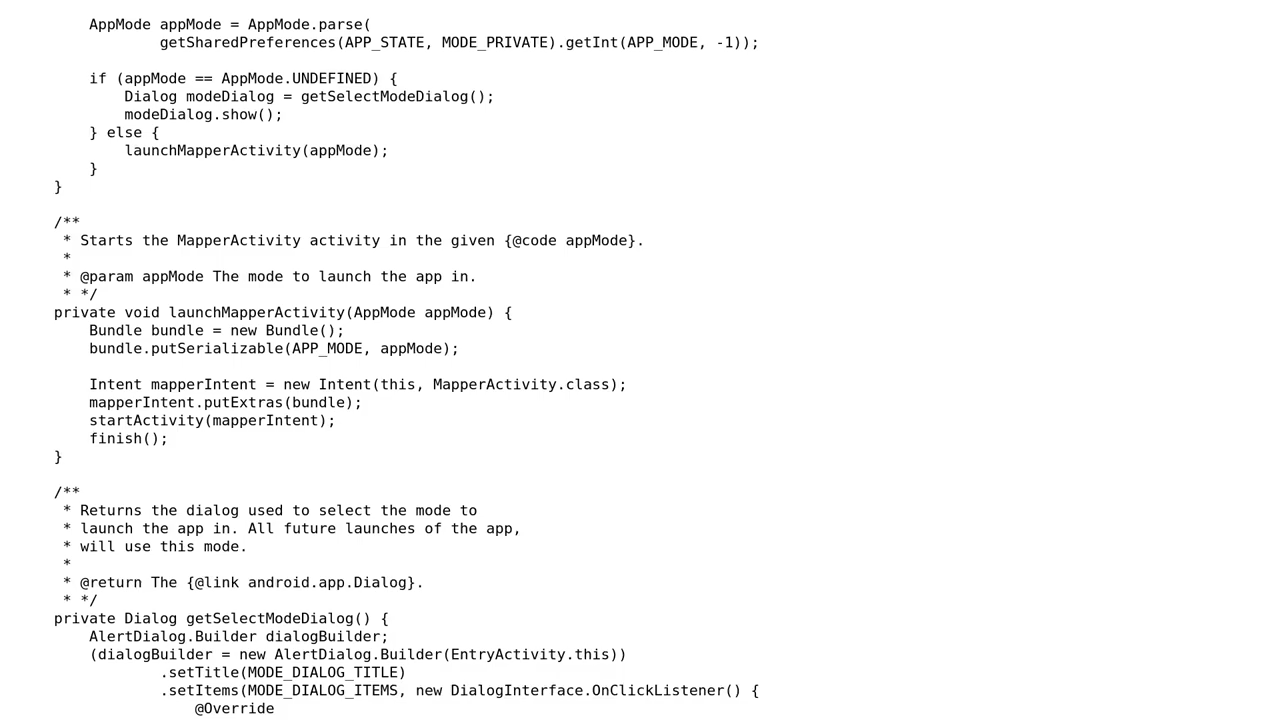 AppMode appMode = AppMode.parse(
                getSharedPreferences(APP_STATE, MODE_PRIVATE).getInt(APP_MODE, -1));

        if (appMode == AppMode.UNDEFINED) {
            Dialog modeDialog = getSelectModeDialog();
            modeDialog.show();
        } else {
            launchMapperActivity(appMode);
        }
    }

    /**
     * Starts the MapperActivity activity in the given {@code appMode}.
     *
     * @param appMode The mode to launch the app in.
     * */
    private void launchMapperActivity(AppMode appMode) {
        Bundle bundle = new Bundle();
        bundle.putSerializable(APP_MODE, appMode);

        Intent mapperIntent = new Intent(this, MapperActivity.class);
        mapperIntent.putExtras(bundle);
        startActivity(mapperIntent);
        finish();
    }

    /**
     * Returns the dialog used to select the mode to
     * launch the app in. All future launches of the app,
     * will use this mode.
     *
     * @return The {@link android.app.Dialog}.
     * */
    private Dialog getSelectModeDialog() {
        AlertDialog.Builder dialogBuilder;
        (dialogBuilder = new AlertDialog.Builder(EntryActivity.this))
                .setTitle(MODE_DIALOG_TITLE)
                .setItems(MODE_DIALOG_ITEMS, new DialogInterface.OnClickListener() {
                    @Override